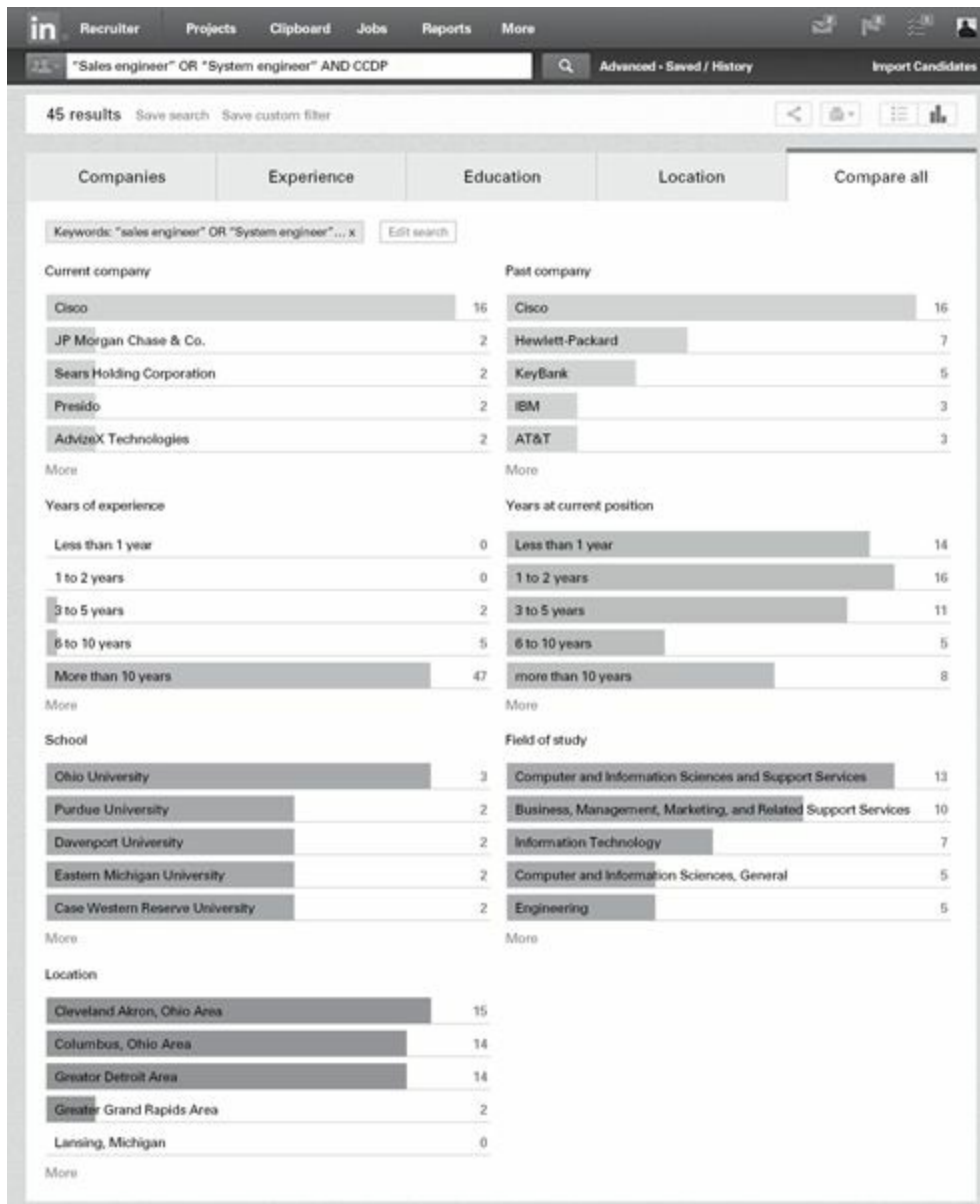 in Recruiter Projects Clipboard Jobs Reports More
"Sales engineer" OR "System engineer" AND CCDP Advanced • Saved / History Import Candidates
45 results Save search Save custom filter
Companies Experience Education Location Compare all
Keywords: "sales engineer" OR "System engineer"... x Edit search
Current company
Cisco 16
JP Morgan Chase & Co. 2
Sears Holding Corporation 2
Presido 2
AdvizeX Technologies 2
More
Past company
Cisco 16
Hewlett-Packard 7
KeyBank 5
IBM 3
AT&T 3
More
Years of experience
Less than 1 year 0
1 to 2 years 0
3 to 5 years 2
6 to 10 years 5
More than 10 years 47
More
Years at current position
Less than 1 year 14
1 to 2 years 16
3 to 5 years 11
6 to 10 years 5
more than 10 years 8
More
School
Ohio University 3
Purdue University 2
Davenport University 2
Eastern Michigan University 2
Case Western Reserve University 2
More
Field of study
Computer and Information Sciences and Support Services 13
Business, Management, Marketing, and Related Support Services 10
Information Technology 7
Computer and Information Sciences, General 5
Engineering 5
More
Location
Cleveland Akron, Ohio Area 15
Columbus, Ohio Area 14
Greator Detroit Area 14
Greater Grand Rapids Area 2
Lansing, Michigan 0
More